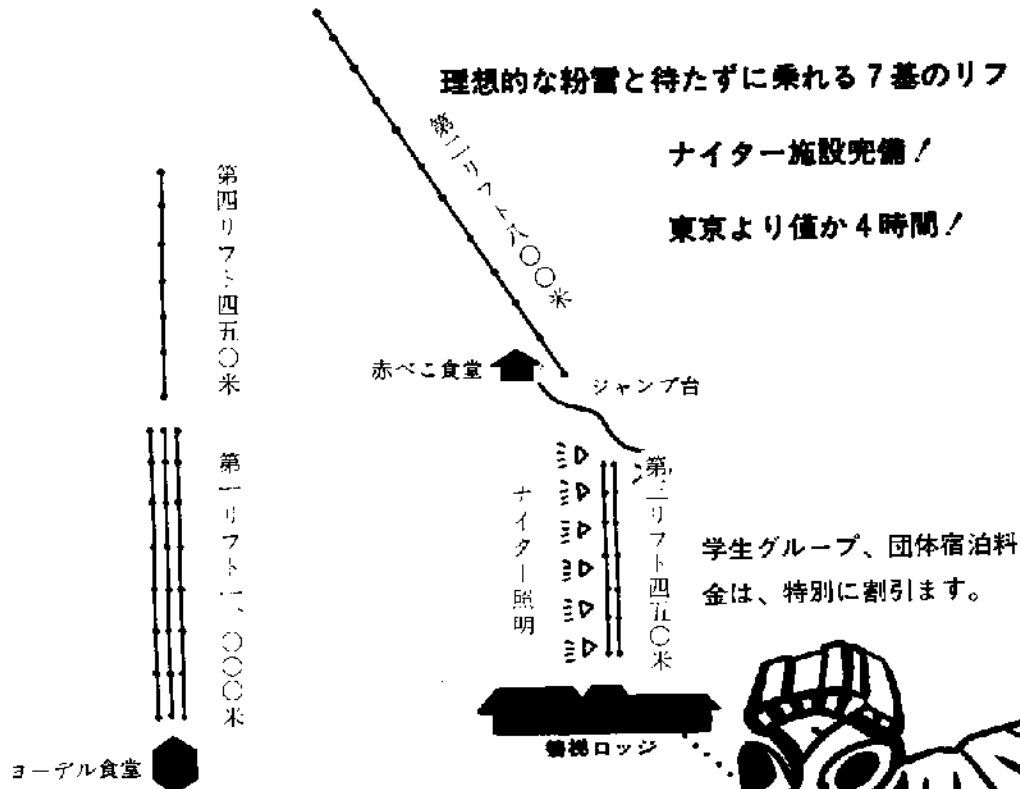 理想的な粉雪と待たずに乗れる7基のリフ
ナイター施設完備!
東京より僅か4時間!
第二リフト八〇〇米
第四リフト四五〇米
赤べこ食堂
ジャンプ台
第一リフト一、〇〇〇米
ナイター照明
第三リフト四五〇米
学生グループ、団体宿泊料
金は、特別に割引ます。
ロッジ
ヨーデル食堂